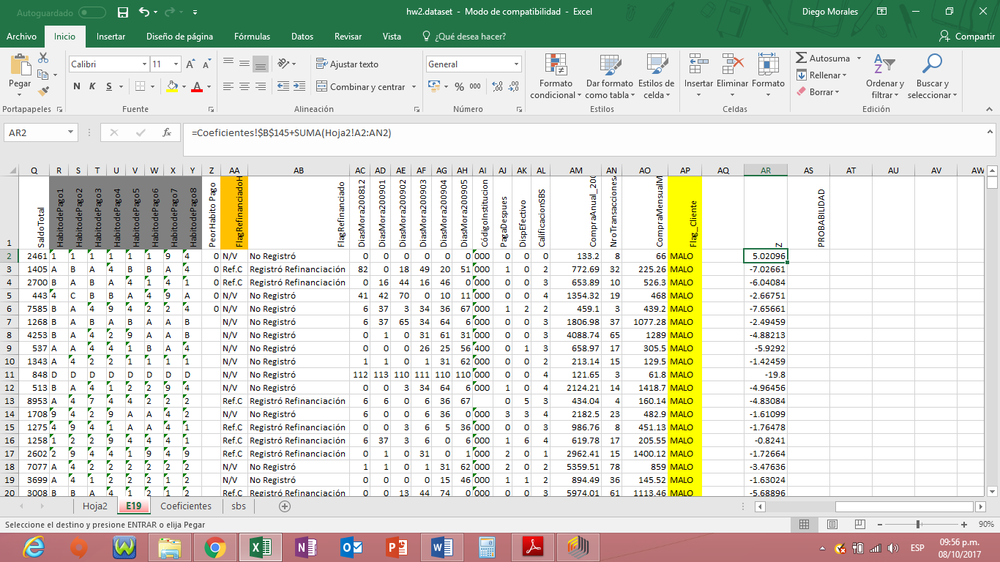 Autoguardado
hw2.dataset - Modo de compatibilidad - Excel
Diego Morales
Archivo Inicio Insertar Diseño de página Fórmulas Datos Revisar Vista ¿Qué desea hacer? Compartir
Pegar
Calibri 11
N K S
Ajustar texto
Combinar y centrar
General
% 000
Formato condicional
Dar formato como tabla
Estilos de celda
Insertar Eliminar Formato
Autosuma
Rellenar
Borrar
Ordenar y filtrar
Buscar y seleccionar
Portapapeles Fuente Alineación Número Estilos Celdas Edición
AR2 fx =Coeficientes!$B$145+SUMA(Hoja2!A2:AN2)
Q R S T U V W X Y Z AA AB AC AD AE AF AG AH AI AJ AK AL AM AN AO AP AQ AR AS AT AU AV AW
1 SaldoTotal HabitodePago1 HabitodePago2 HabitodePago3 HabitodePago4 HabitodePago5 HabitodePago6 HabitodePago7 HabitodePago8 PeorHabito Pago FlagRefinanciadoH FlagRefinanciado DiasMora200812 DiasMora200901 DiasMora200902 DiasMora200903 DiasMora200904 DiasMora200905 CódigoInstitucion PagaDespues DispEfectivo CalificacionSBS CompraAnual_200 NroTransacciones CompraMensualM Flag_Cliente Z PROBABILIDAD
2 2461 1 1 1 1 1 1 9 4 0 N/V No Registró 0 0 0 0 0 0 000 0 0 0 133.2 8 66 MALO 5.02096
3 1405 A B A 4 B B A 4 0 Ref.C Registró Refinanciación 82 0 18 49 20 51 000 1 0 2 772.69 32 225.26 MALO -7.02661
4 2700 B A B A 4 1 4 1 0 Ref.C Registró Refinanciación 0 16 44 16 46 0 000 0 0 3 653.89 10 526.3 MALO -6.04084
5 443 4 C B B A 4 9 A 0 N/V No Registró 41 42 70 0 10 11 000 0 0 4 1354.32 19 468 MALO -2.66751
6 7585 B A 4 9 4 2 2 4 0 N/V No Registró 6 37 3 34 36 67 000 1 2 2 459.1 3 439.2 MALO -7.65661
7 1268 B A B A B A A B N/V No Registró 6 37 65 34 64 6 000 0 0 3 1806.98 37 1077.28 MALO -2.49459
8 4253 B A 4 2 9 A A B N/V No Registró 0 1 0 31 61 31 000 0 0 3 4088.74 65 1289 MALO -4.88213
9 537 A A 4 4 1 B A 4 N/V No Registró 0 0 0 26 25 56 400 0 1 3 658.97 17 305.5 MALO -5.9292
10 1343 A 4 2 2 1 1 1 1 N/V No Registró 1 1 0 1 31 62 000 0 0 2 213.14 15 129.5 MALO -1.42459
11 848 D D D D D D D D N/V No Registró 112 113 110 111 110 110 000 0 0 4 121.65 3 61.8 MALO -19.8
12 513 B A 4 1 2 2 9 4 N/V No Registró 0 0 3 34 64 6 000 1 0 4 2124.21 14 1418.7 MALO -4.96456
13 8953 A 4 7 4 4 2 2 2 Ref.C Registró Refinanciación 6 6 0 6 36 67 0 5 3 434.04 4 160.14 MALO -4.83084
14 1708 9 4 2 9 A A 4 2 N/V No Registró 6 0 0 6 36 0 000 3 3 4 2182.5 23 482.9 MALO -1.61099
15 1275 4 9 4 1 A A 4 1 Ref.C Registró Refinanciación 0 0 3 6 5 36 000 0 0 3 986.76 8 451.13 MALO -1.76478
16 1258 1 2 2 9 4 4 4 1 Ref.C Registró Refinanciación 6 37 3 6 0 6 000 1 6 4 619.78 17 205.55 MALO -0.8241
17 2602 2 9 4 4 1 9 4 9 Ref.C Registró Refinanciación 0 1 0 31 0 1 000 2 0 1 2962.41 15 1400.12 MALO -1.72664
18 7077 A 4 2 2 2 2 2 2 N/V No Registró 1 1 0 1 31 62 000 2 0 2 5359.51 78 859 MALO -3.47636
19 3699 A 4 1 2 2 2 1 2 N/V No Registró 0 0 0 0 15 46 000 1 1 2 894.49 36 145.52 MALO -1.63024
20 3008 B B A 4 1 2 1 2 Ref.C Registró Refinanciación 0 0 13 44 74 0 000 0 0 3 5974.01 61 1113.46 MALO -5.68896
Hoja2 E19 Coeficientes sbs
Seleccione el destino y presione ENTRAR o elija Pegar
90%
ESP
09:56 p.m.
08/10/2017